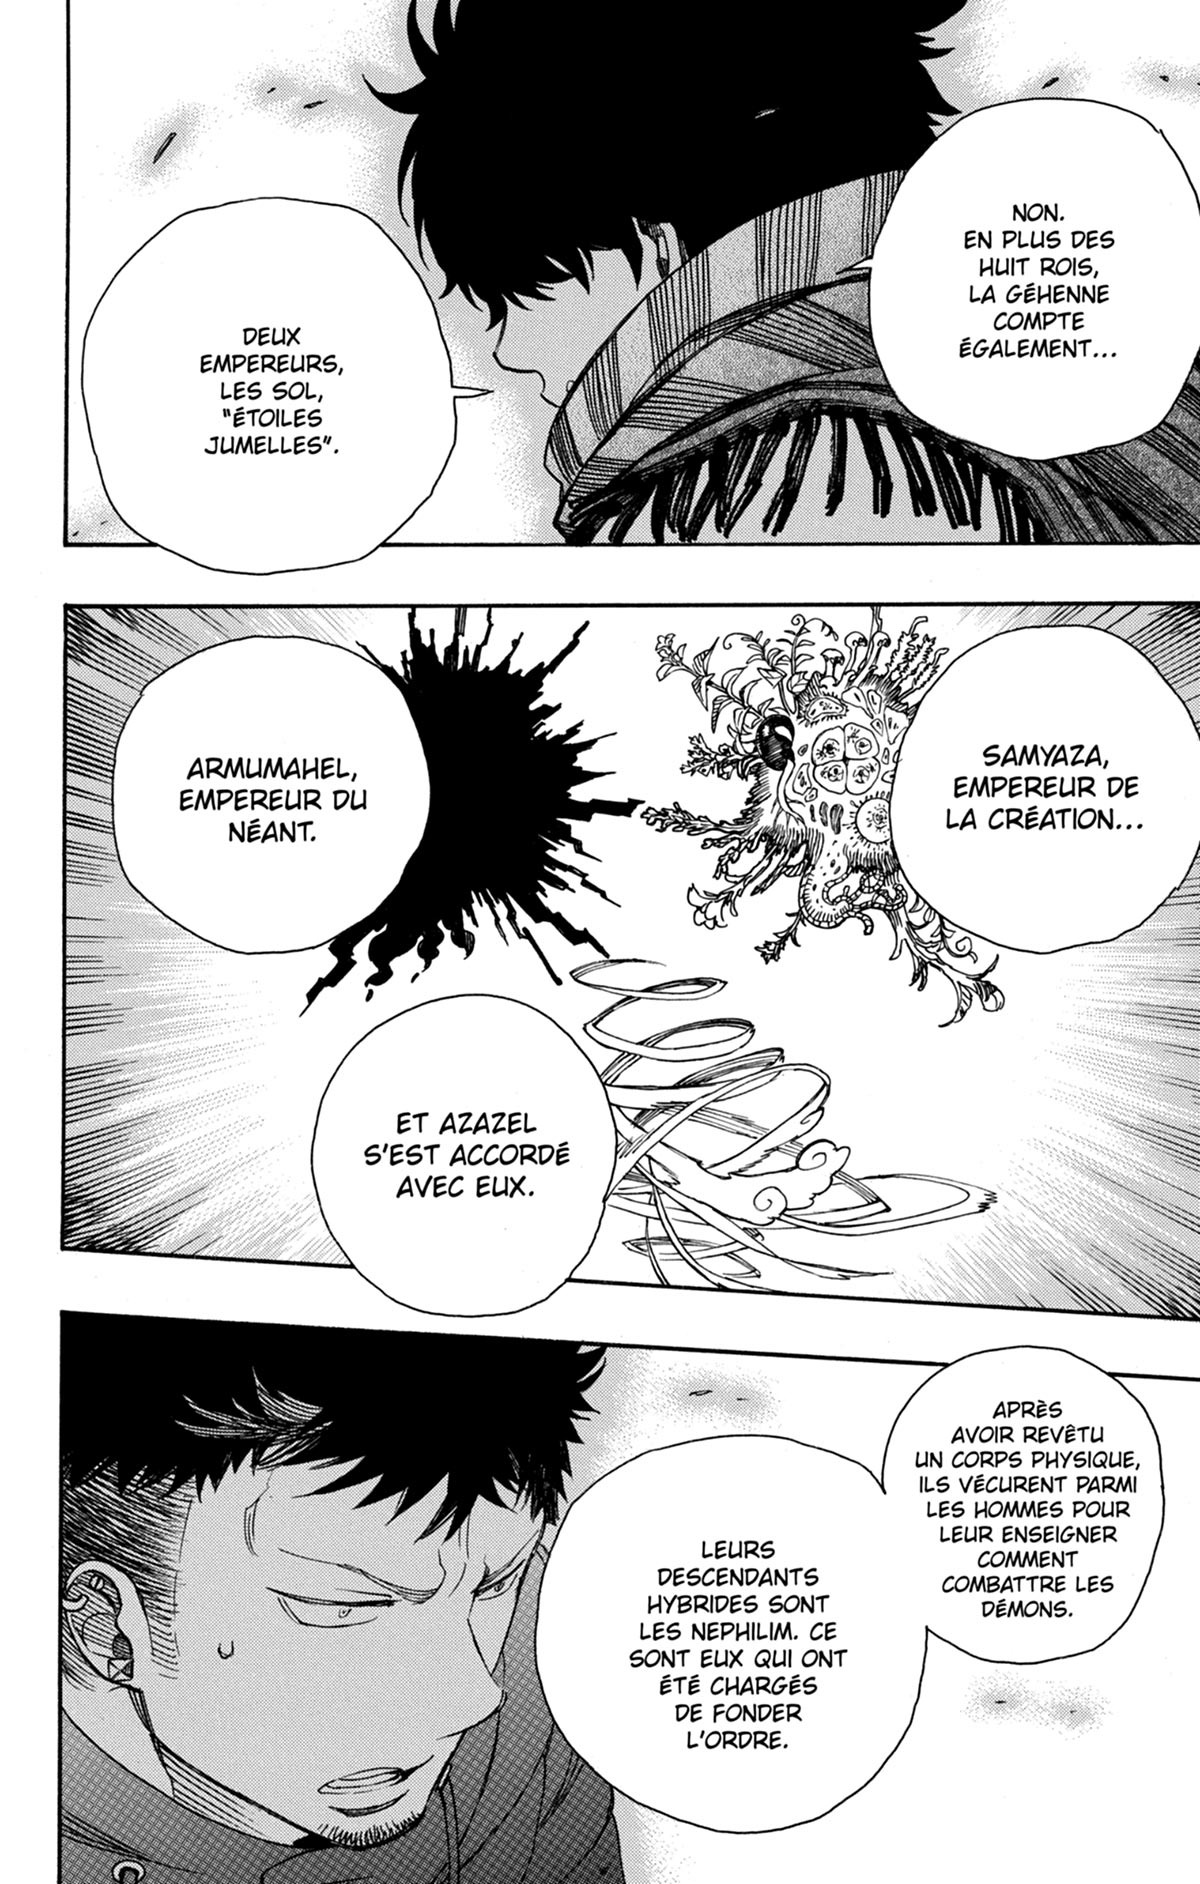 NON.
EN PLUS DES
HUIT ROIS,
LA GÉHENNE
COMPTE
ÉGALEMENT...
DEUX
EMPEREURS,
LES SOL,
"ÉTOILES
JUMELLES".
SAMYAZA,
EMPEREUR DE
LA CRÉATION...
ARMUMAHEL,
EMPEREUR DU
NÉANT.
ET AZAZEL
S'EST ACCORDÉ
AVEC EUX.
APRÈS
AVOIR REVÊTU
UN CORPS PHYSIQUE,
ILS VÉCURENT PARMI
LES HOMMES POUR
LEUR ENSEIGNER
COMMENT
COMBATTRE LES
DÉMONS.
LEURS
DESCENDANTS
HYBRIDES SONT
LES NEPHILIM. CE
SONT EUX QUI ONT
ÉTÉ CHARGÉS
DE FONDER
L'ORDRE.